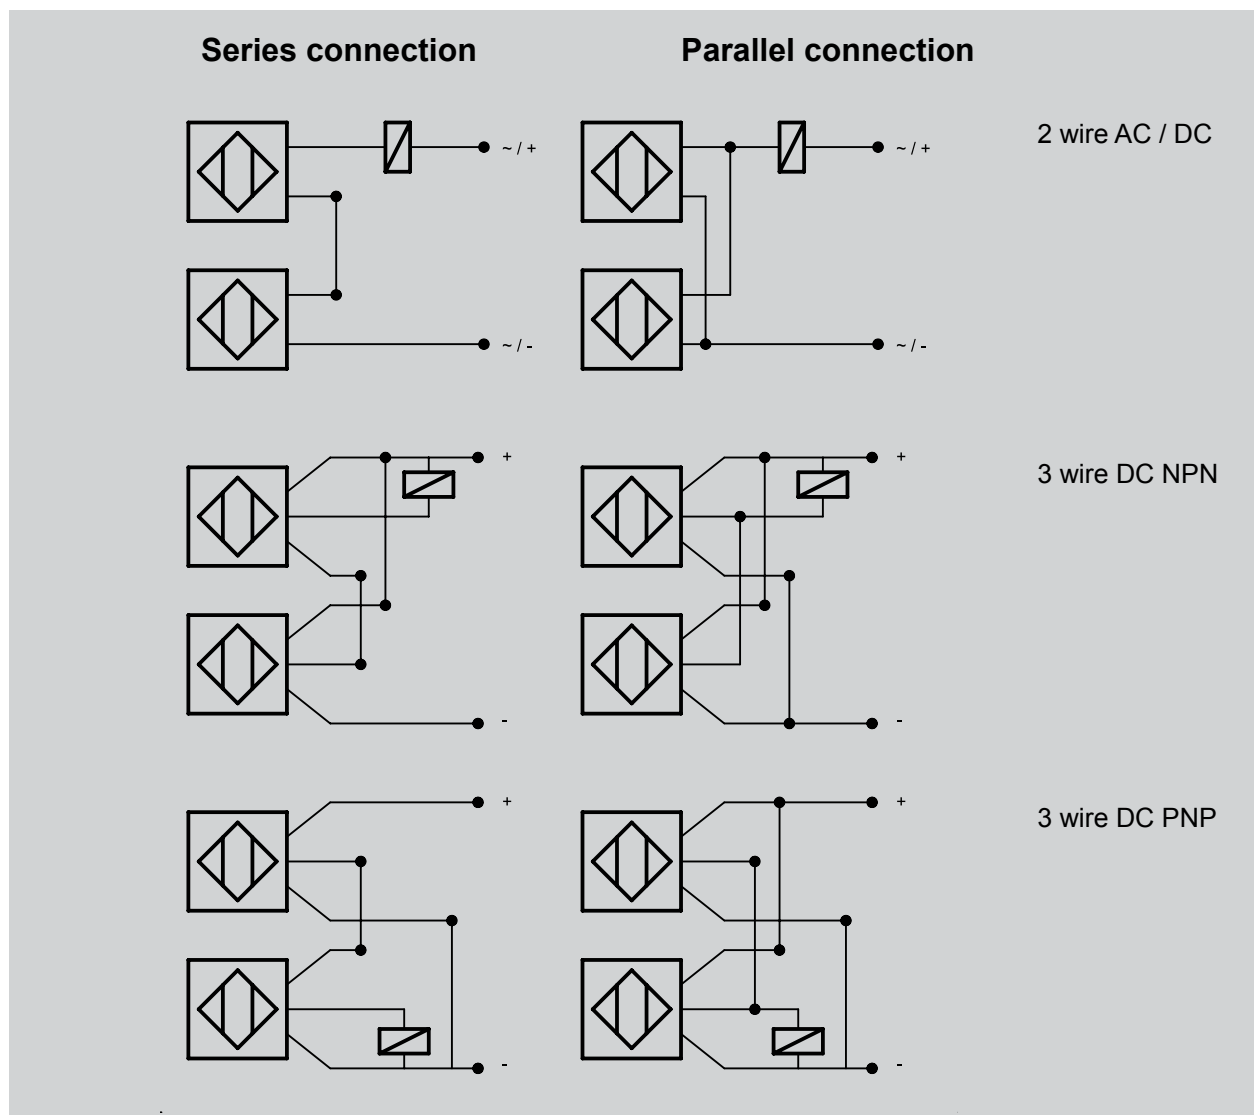 Series connection
Parallel connection
~ / +
~ / +
2 wire AC / DC
~ / -
~ / -
+
+
3 wire DC NPN
-
-
+
+
3 wire DC PNP
-
-